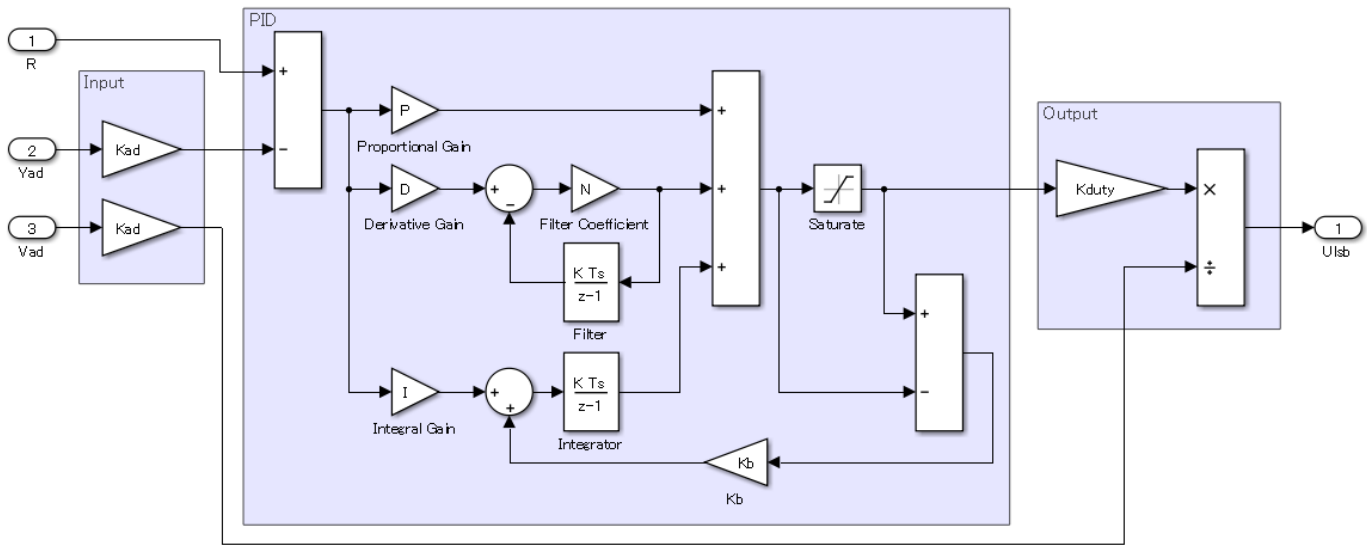 PID
1
R
Input
+
P
+
Output
2
Yad
Kad
−
Proportional Gain
Kduty
×
D
+
−
N
+
Derivative Gain
Filter Coefficient
Saturate
3
Vad
Kad
1
Ulsb
K Ts
z-1
Filter
+
÷
+
I
+
+
K Ts
z-1
−
Integral Gain
Integrator
Kb
Kb